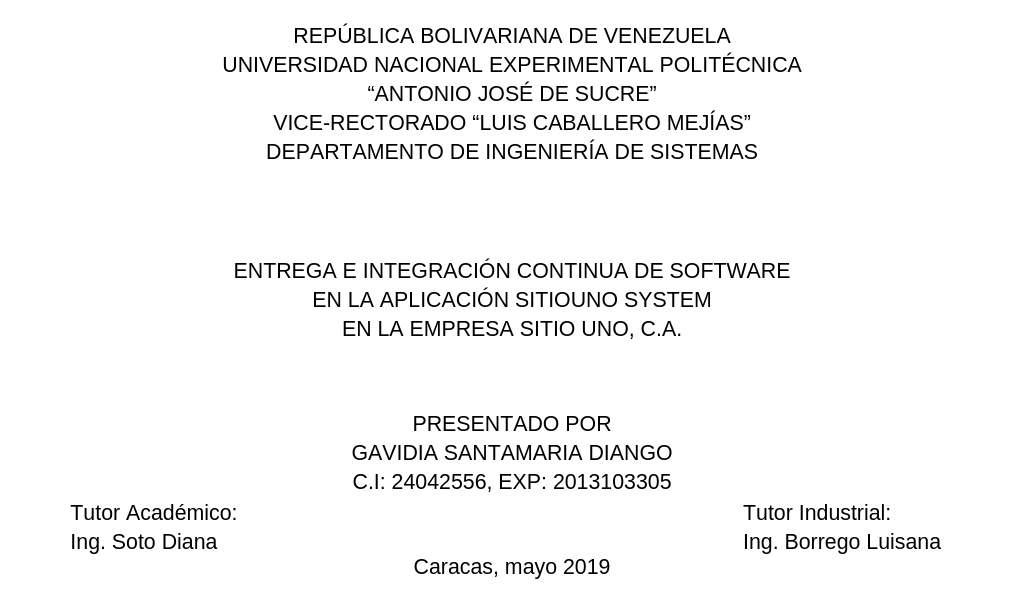 REPÚBLICA BOLIVARIANA DE VENEZUELA
UNIVERSIDAD NACIONAL EXPERIMENTAL POLITÉCNICA
“ANTONIO JOSÉ DE SUCRE”
VICE-RECTORADO “LUIS CABALLERO MEJÍAS”
DEPARTAMENTO DE INGENIERÍA DE SISTEMAS
ENTREGA E INTEGRACIÓN CONTINUA DE SOFTWARE
EN LA APLICACIÓN SITIOUNO SYSTEM
EN LA EMPRESA SITIO UNO, C.A.
PRESENTADO POR
GAVIDIA SANTAMARIA DIANGO
C.I: 24042556, EXP: 2013103305
Tutor Académico:
Ing. Soto Diana
Tutor Industrial:
Ing. Borrego Luisana
Caracas, mayo 2019